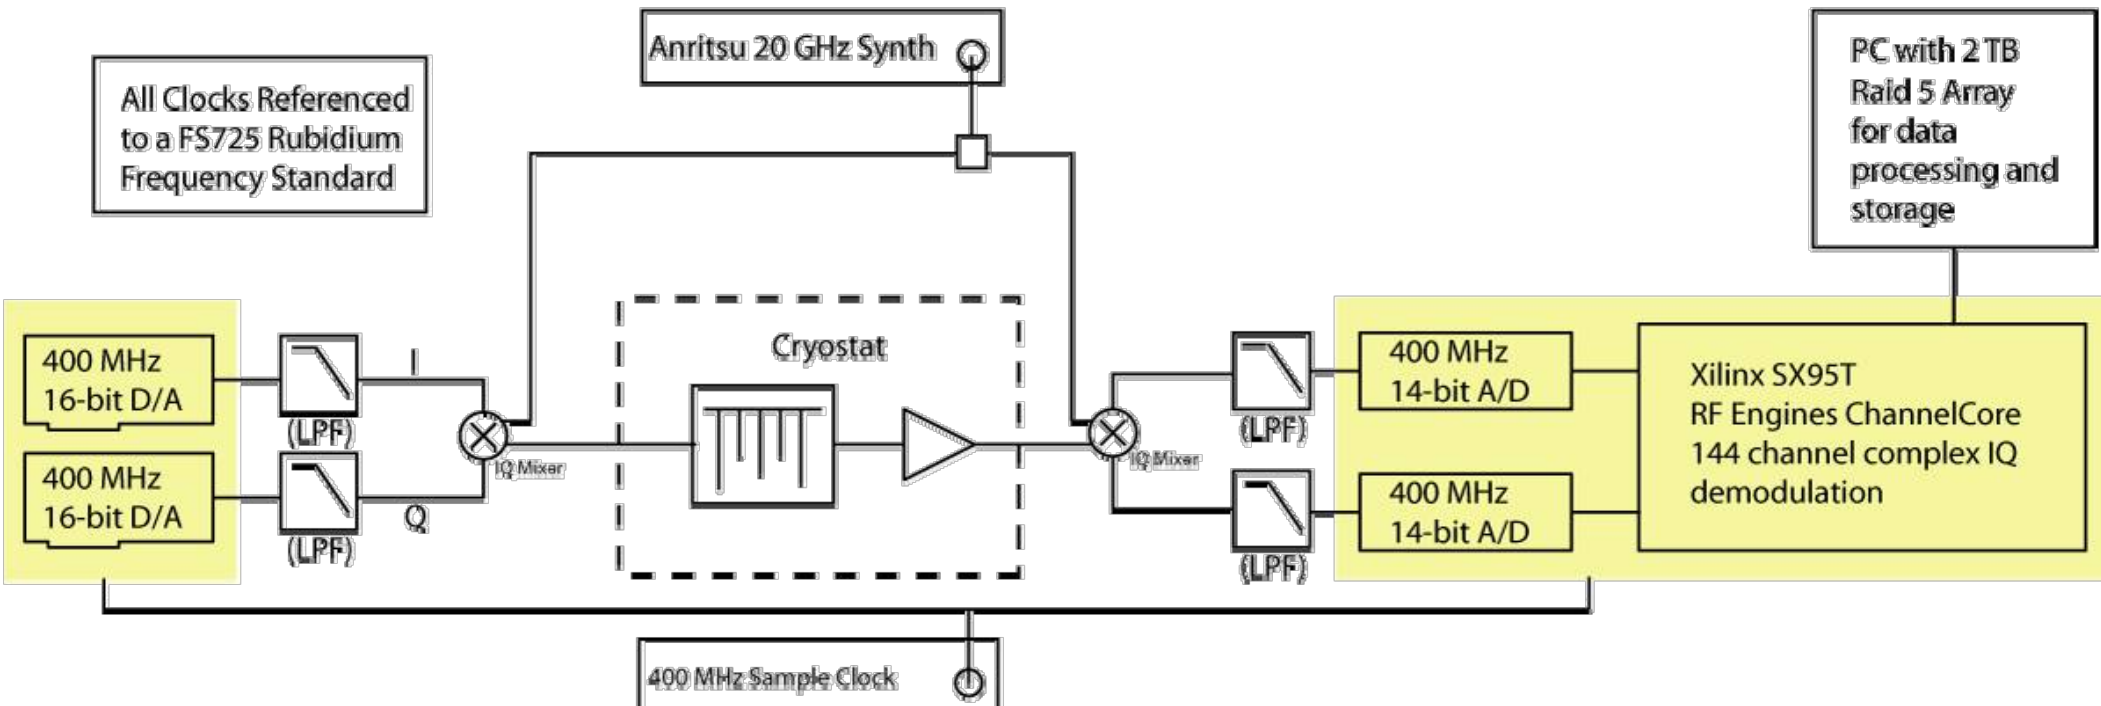 Anritsu 20 GHz Synth
All Clocks Referenced
to a FS725 Rubidium
Frequency Standard
PC with 2 TB
Raid 5 Array
for data
processing and
storage
400 MHz
16-bit D/A
(LPF)
I
400 MHz
16-bit D/A
(LPF)
Q
IQ Mixer
Cryostat
IQ Mixer
(LPF)
400 MHz
14-bit A/D
(LPF)
400 MHz
14-bit A/D
Xilinx SX95T
RF Engines ChannelCore
144 channel complex IQ
demodulation
400 MHz Sample Clock